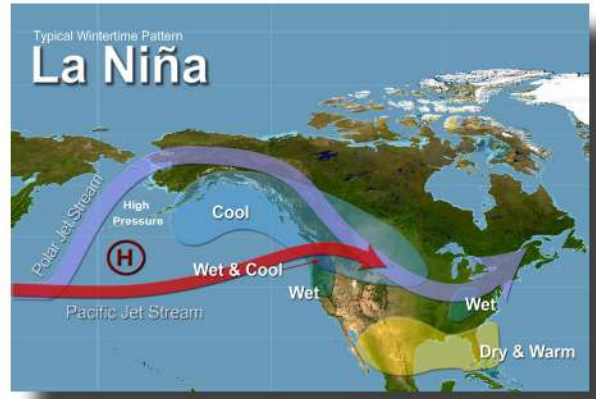 Typical Wintertime Pattern
La Niña
Polar Jet Stream
High
Pressure
H
Cool
Wet & Cool
Wet
Wet
Pacific Jet Stream
Dry & Warm